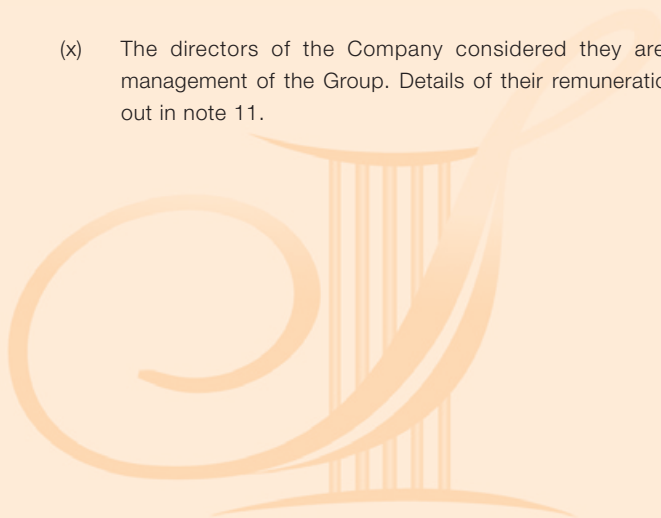 (x) The directors of the Company considered they are
management of the Group. Details of their
out in note 11.